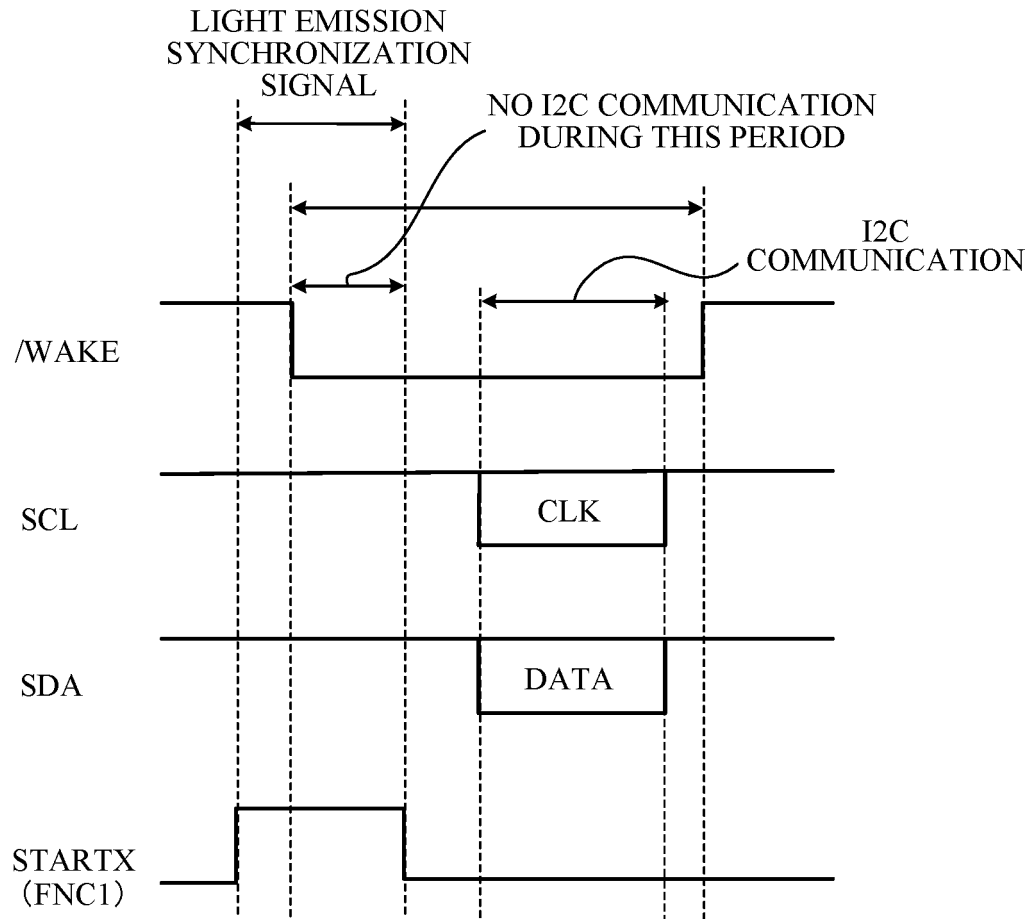 LIGHT EMISSION
SYNCHRONIZATION
SIGNAL
NO I2C COMMUNICATION
DURING THIS PERIOD
I2C
COMMUNICATION
/WAKE
SCL
CLK
SDA
DATA
STARTX
(FNC1)